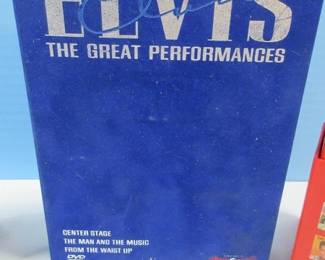 ELVIS
THE GREAT PERFORMANCES
CENTER STAGE
THE MAN AND THE MUSIC
FROM THE WAIST UP
DVD